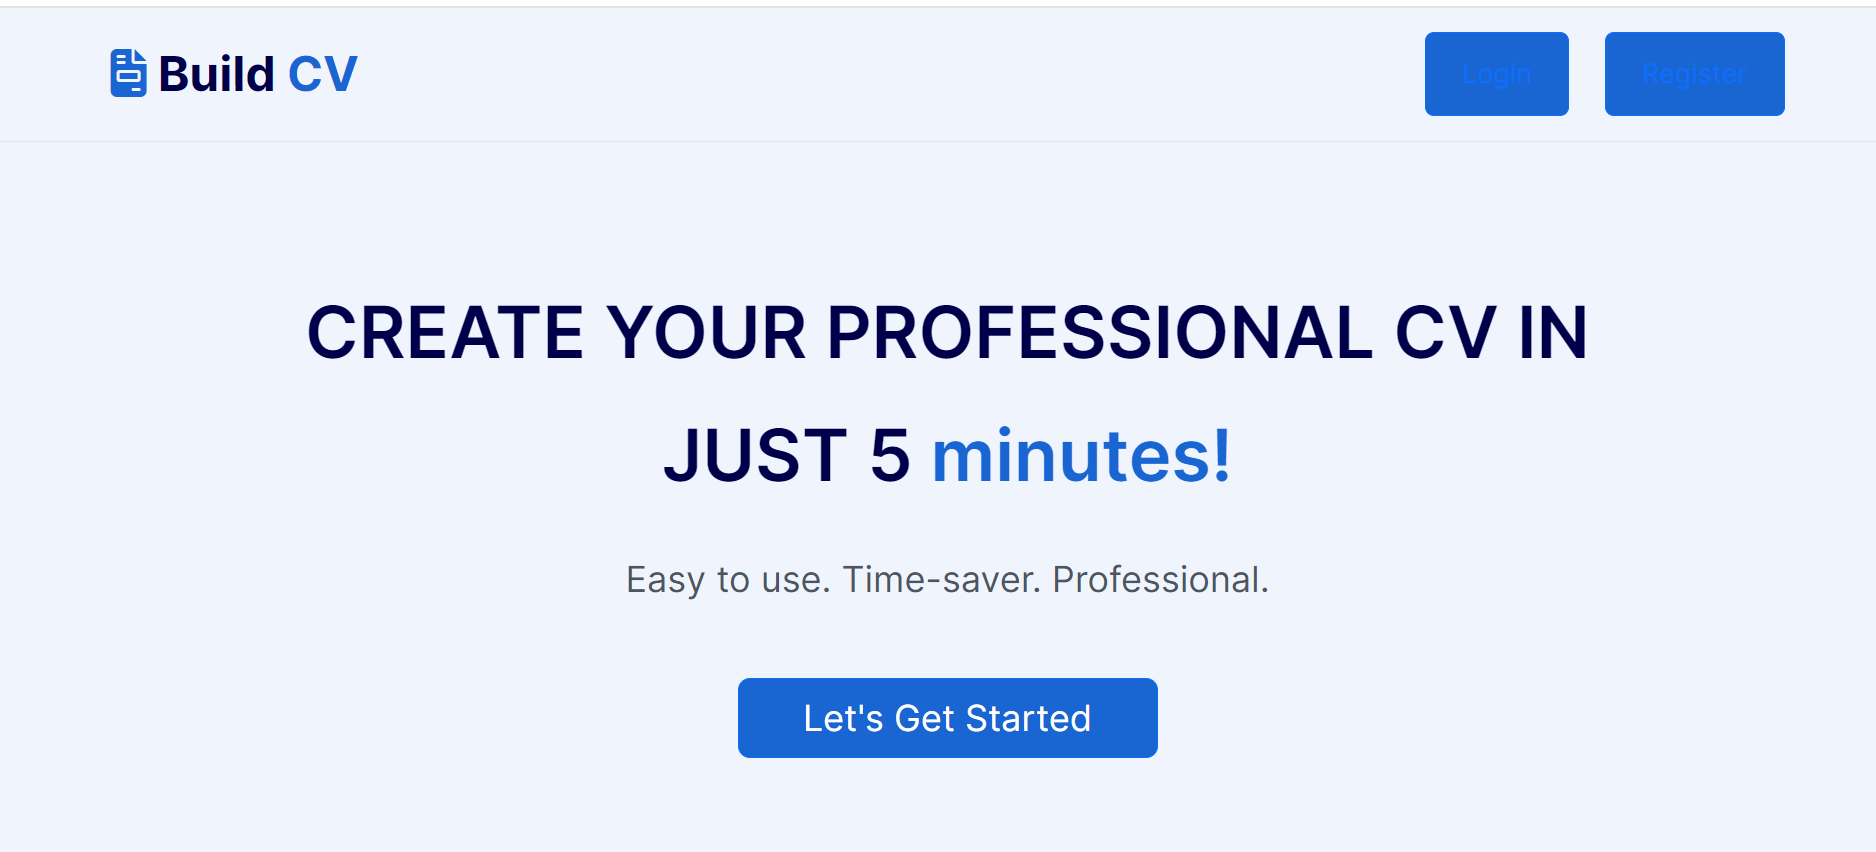 Build CV
Login
Register
CREATE YOUR PROFESSIONAL CV IN
JUST 5 minutes!
Easy to use. Time-saver. Professional.
Let's Get Started